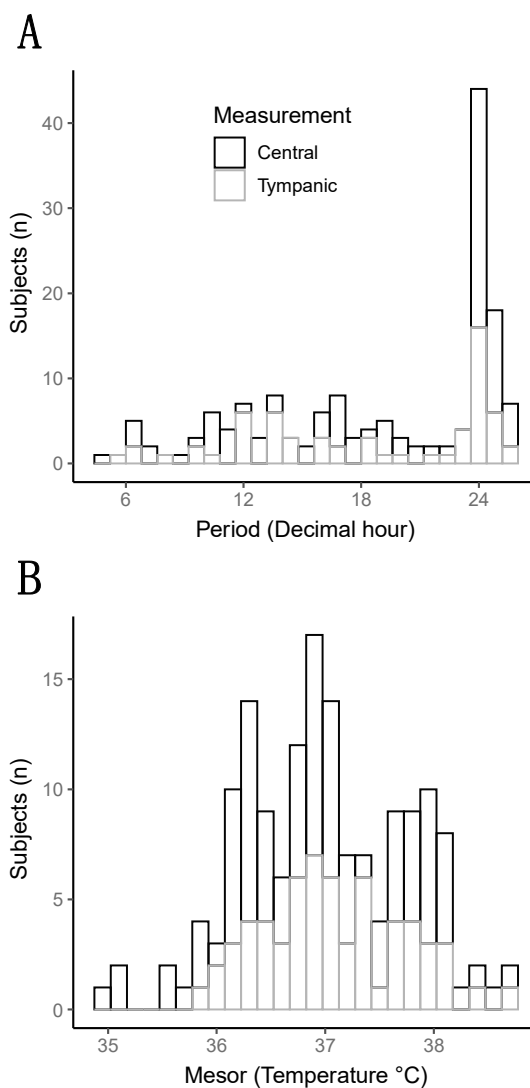 A
Subjects (n)
40
30
20
10
0
Measurement
Central
Tympanic
6 12 18 24
Period (Decimal hour)
B
Subjects (n)
15
10
5
0
35 36 37 38
Mesor (Temperature °C)